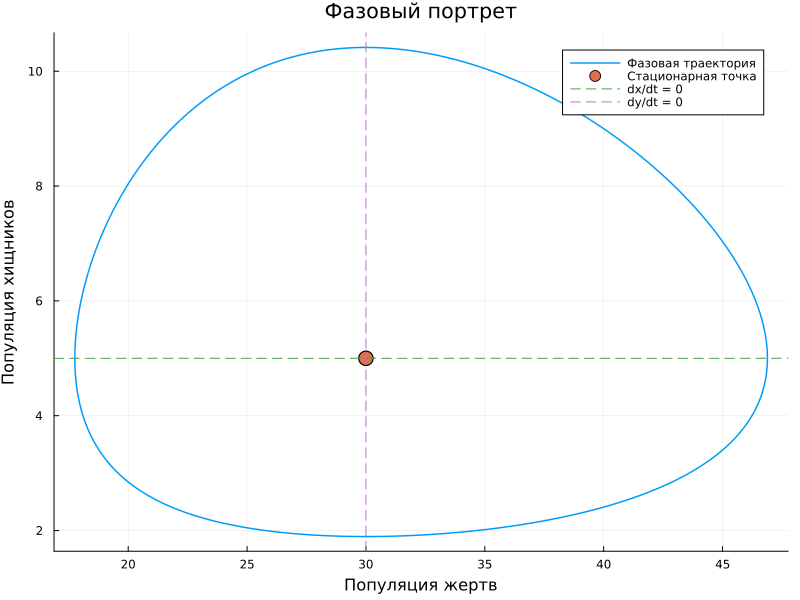 Фазовый портрет
Фазовая траектория
Стационарная точка
dx/dt = 0
dy/dt = 0
Популяция хищников
10
8
6
4
2
20 25 30 35 40 45
Популяция жертв